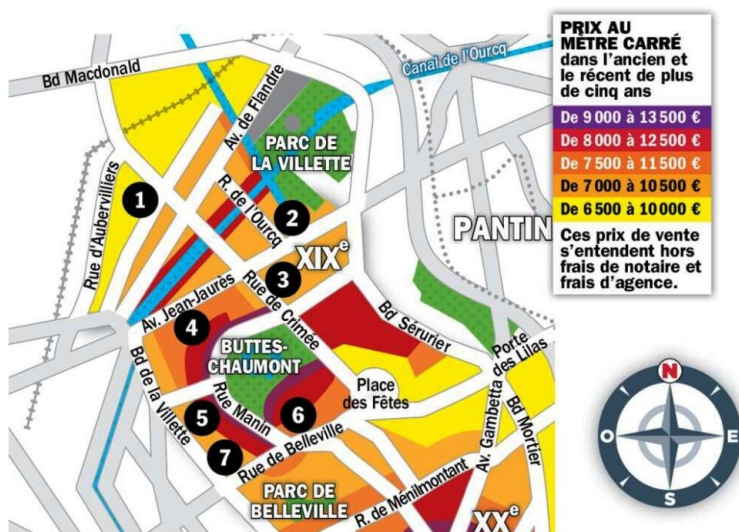 PRIX AU
MÈTRE CARRÉ
dans l'ancien et
le récent de plus
de cinq ans
De 9 000 à 13 500 €
De 8 000 à 12 500 €
De 7 500 à 11 500 €
De 7 000 à 10 500 €
De 6 500 à 10 000 €
Ces prix de vente
s'entendent hors
frais de notaire et
frais d'agence.
Bd Macdonald
Canal de l'Ourcq
Av. de Flandre
PARC DE
LA VILLETTE
Rue d'Aubervilliers
1
R. de l'Ourcq
2
PANTIN
XIXe
3
Av. Jean-Jaurès
Rue de Crimée
4
Bd Sérurier
BUTTES-
CHAUMONT
Porte
des Lilas
Bd de la Villette
Place
des Fêtes
Rue Manin
5
6
7
Rue de Belleville
Av. Gambetta
Bd Mortier
PARC DE
BELLEVILLE
R. de Ménilmontant
XXe
N
O
E
S